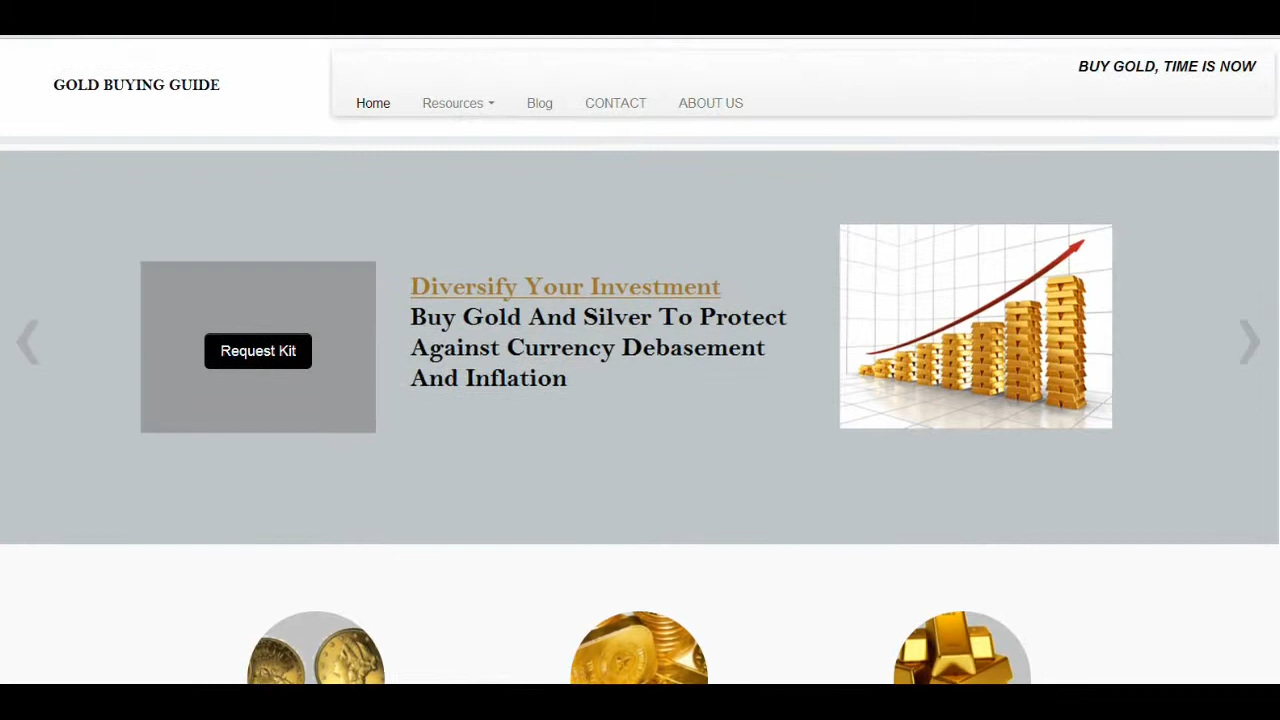 GOLD BUYING GUIDE
BUY GOLD, TIME IS NOW
Home Resources Blog CONTACT ABOUT US
Request Kit
Diversify Your Investment
Buy Gold And Silver To Protect
Against Currency Debasement
And Inflation